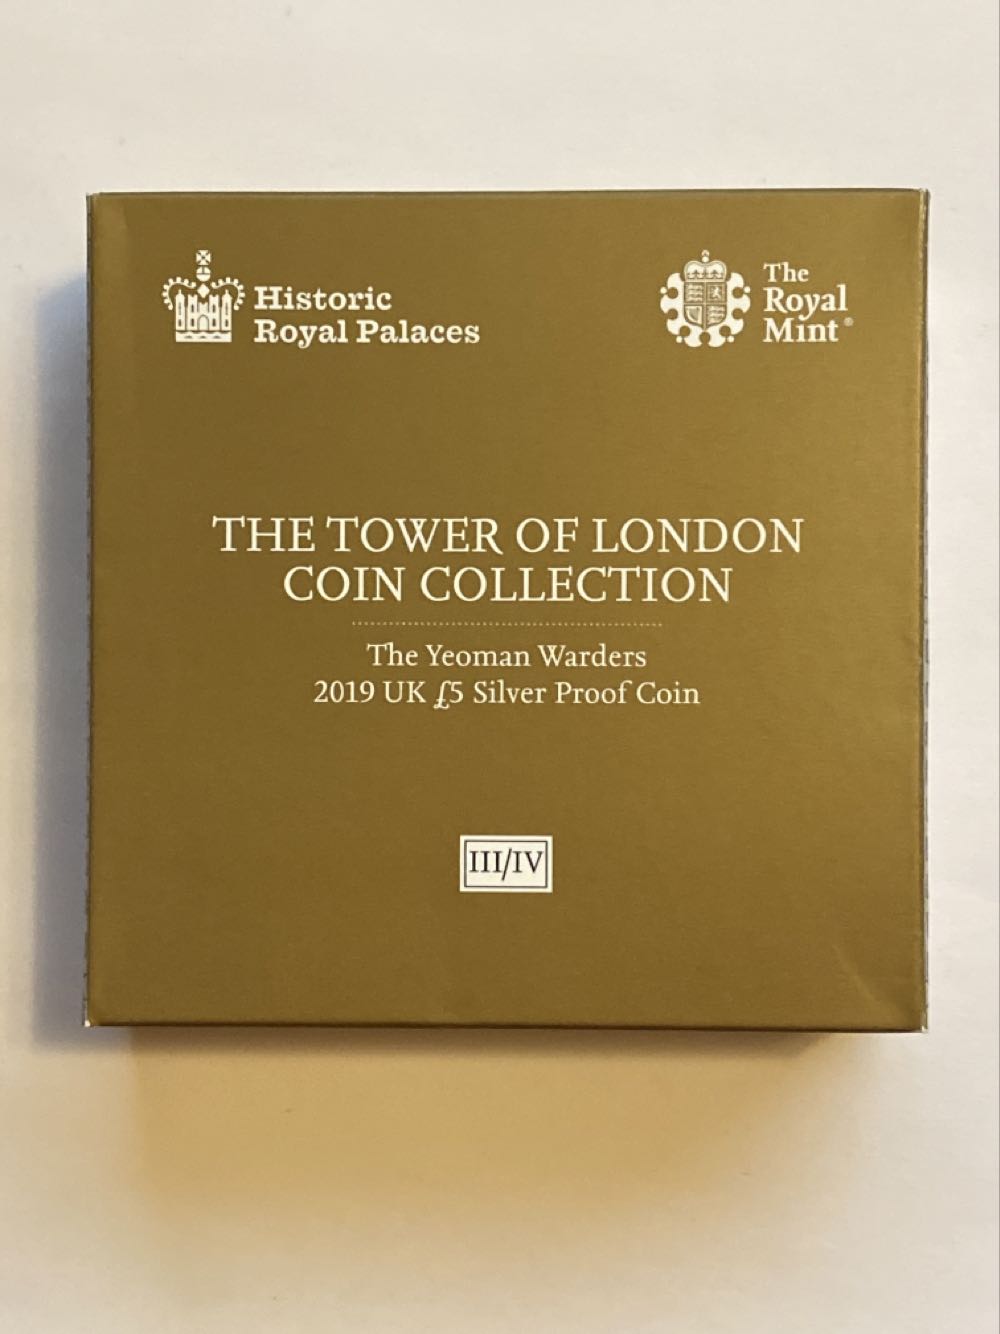 Historic
Royal Palaces
The
Royal
Mint®
THE TOWER OF LONDON
COIN COLLECTION
The Yeoman Warders
2019 UK £5 Silver Proof Coin
III/IV